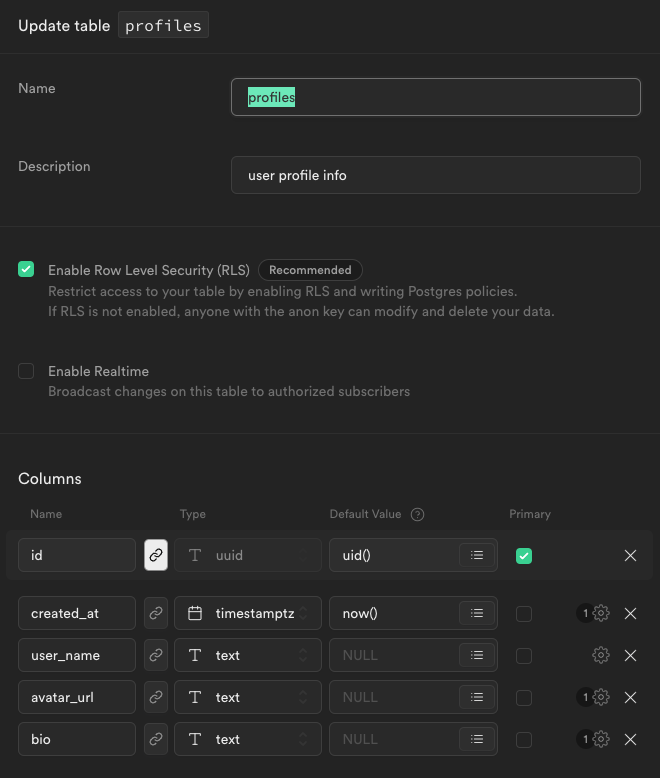 Update table profiles
Name
profiles
Description
user profile info
Enable Row Level Security (RLS) Recommended
Restrict access to your table by enabling RLS and writing Postgres policies.
If RLS is not enabled, anyone with the anon key can modify and delete your data.
Enable Realtime
Broadcast changes on this table to authorized subscribers
Columns
Name Type Default Value ? Primary
id uuid uid()
created_at timestamptz now() 1
user_name text NULL
avatar_url text NULL 1
bio text NULL 1